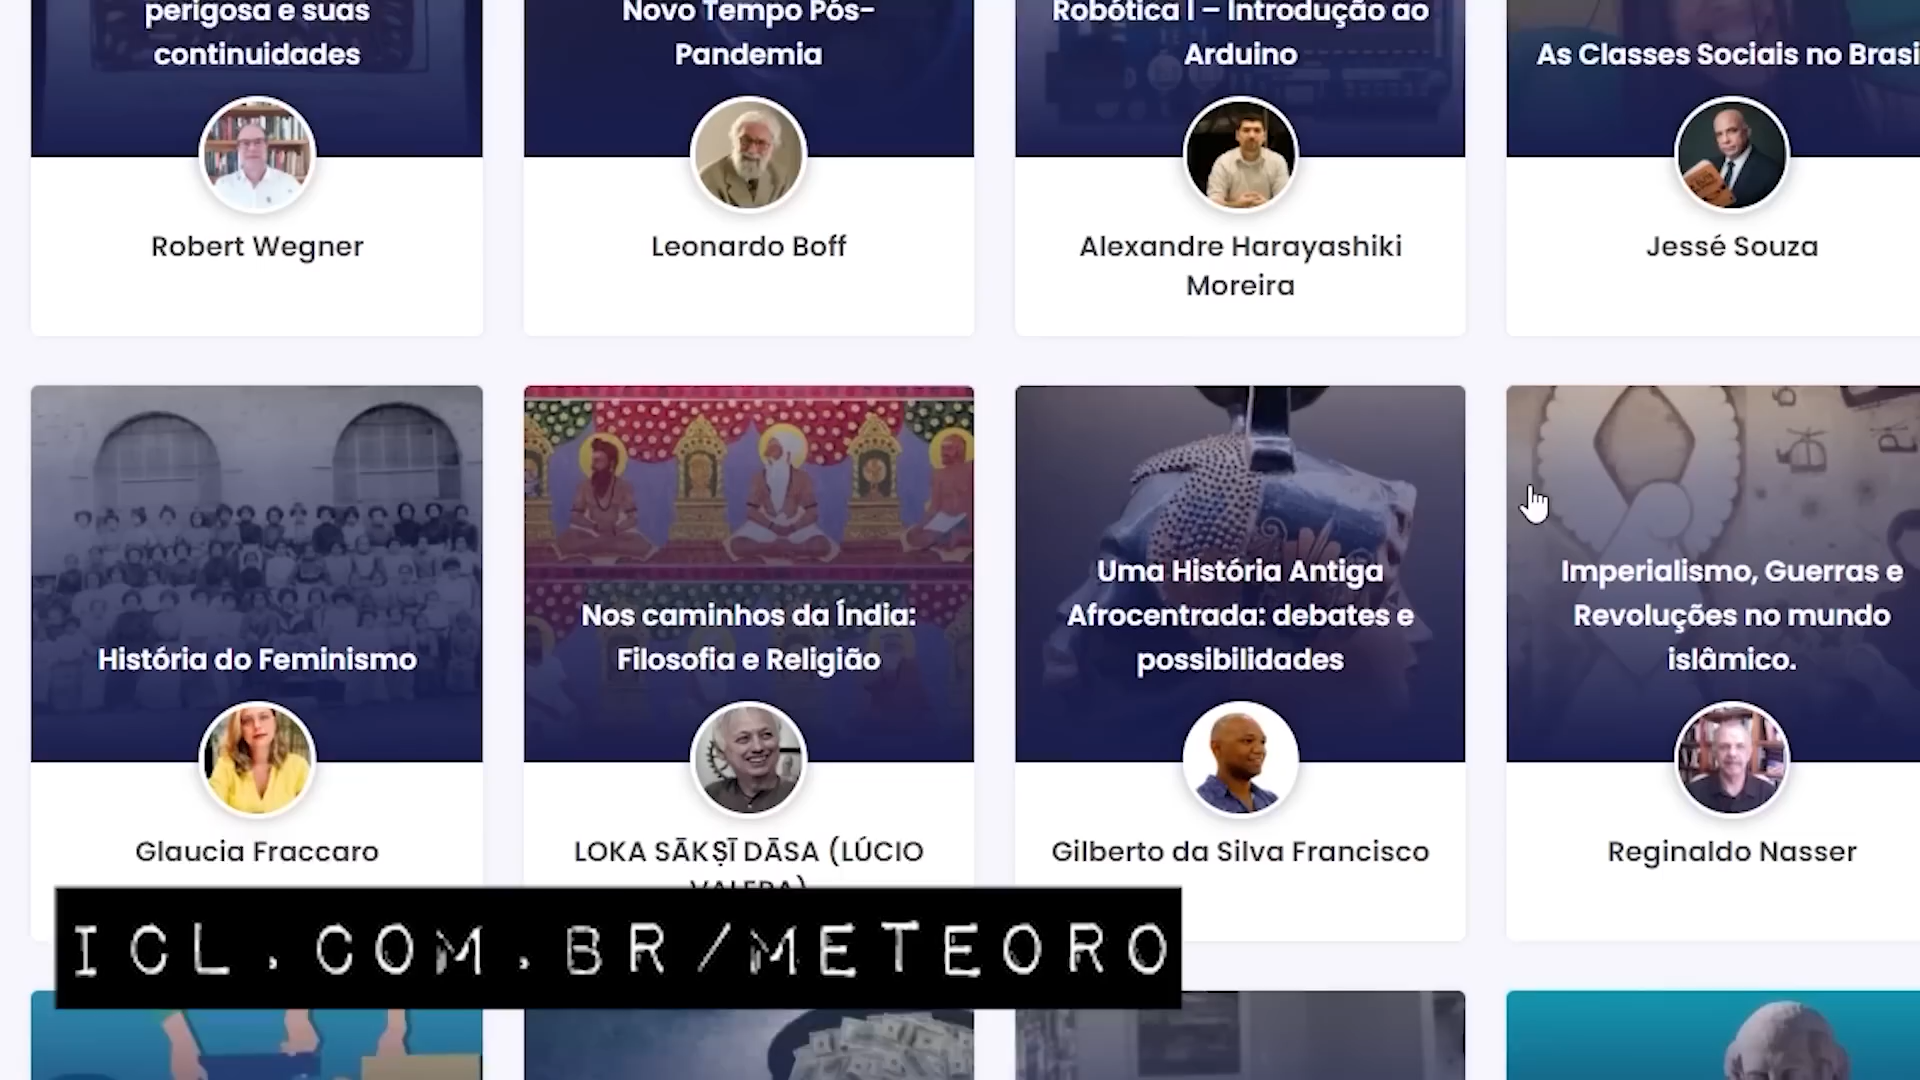 perigosa e suas
continuidades
Robert Wegner
Novo Tempo Pós-
Pandemia
Leonardo Boff
Robótica I – Introdução ao
Arduino
Alexandre Harayashiki
Moreira
As Classes Sociais no Brasi
Jessé Souza
História do Feminismo
Glaucia Fraccaro
Nos caminhos da Índia:
Filosofia e Religião
LOKA SĀKṢĪ DĀSA (LÚCIO
VALERA)
Uma História Antiga
Afrocentrada: debates e
possibilidades
Gilberto da Silva Francisco
Imperialismo, Guerras e
Revoluções no mundo
islâmico.
Reginaldo Nasser
ICL.COM.BR/METEORO